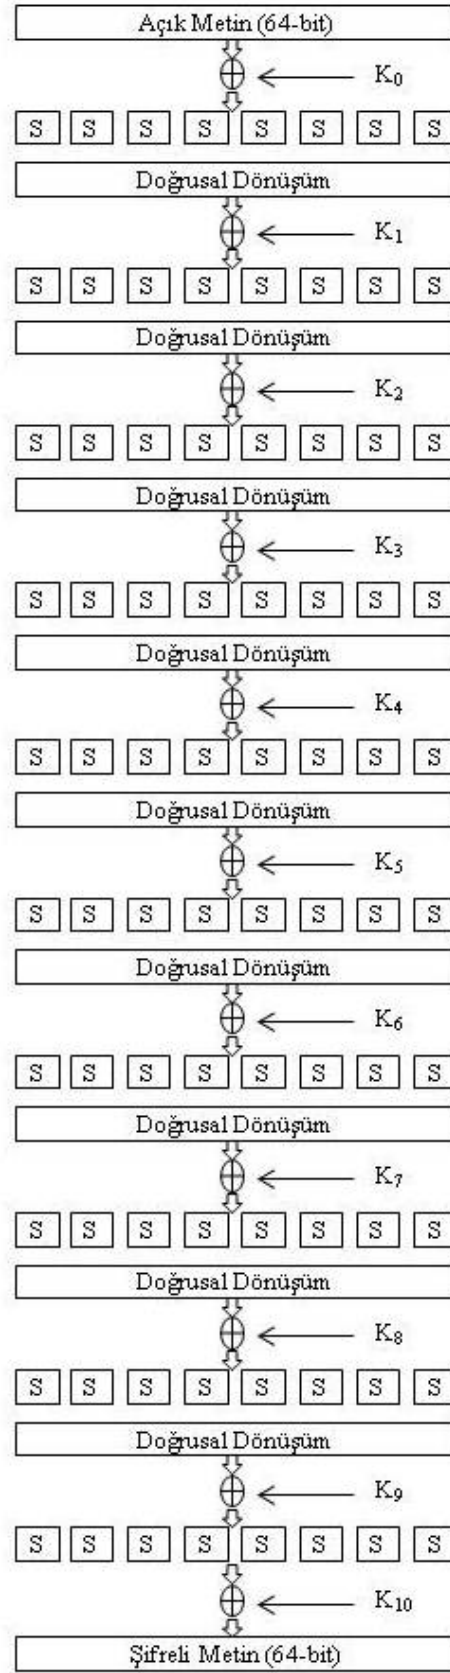 Açık Metin (64-bit)
K0
S S S S S S S S
Doğrusal Dönüşüm
K1
S S S S S S S S
Doğrusal Dönüşüm
K2
S S S S S S S S
Doğrusal Dönüşüm
K3
S S S S S S S S
Doğrusal Dönüşüm
K4
S S S S S S S S
Doğrusal Dönüşüm
K5
S S S S S S S S
Doğrusal Dönüşüm
K6
S S S S S S S S
Doğrusal Dönüşüm
K7
S S S S S S S S
Doğrusal Dönüşüm
K8
S S S S S S S S
Doğrusal Dönüşüm
K9
S S S S S S S S
K10
Şifreli Metin (64-bit)